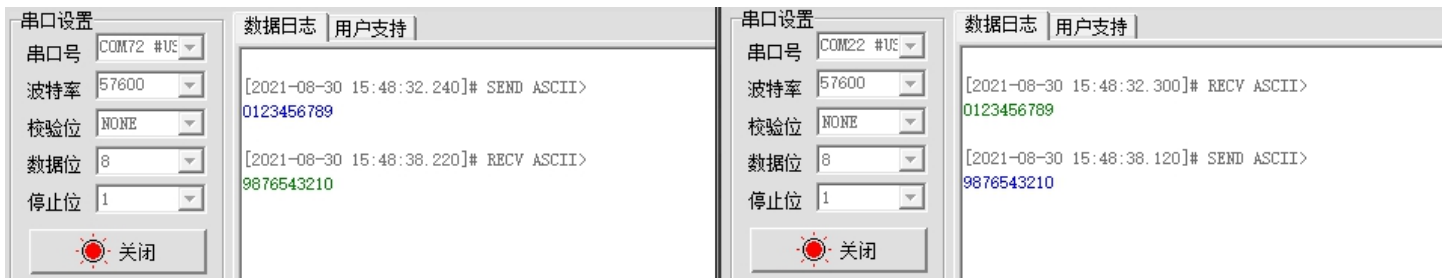 串口设置
串口号 COM72 #US
波特率 57600
校验位 NONE
数据位 8
停止位 1
关闭
数据日志 用户支持
[2021-08-30 15:48:32.240]# SEND ASCII>
0123456789
[2021-08-30 15:48:38.220]# RECV ASCII>
9876543210
串口设置
串口号 COM22 #US
波特率 57600
校验位 NONE
数据位 8
停止位 1
关闭
数据日志 用户支持
[2021-08-30 15:48:32.300]# RECV ASCII>
0123456789
[2021-08-30 15:48:38.120]# SEND ASCII>
9876543210